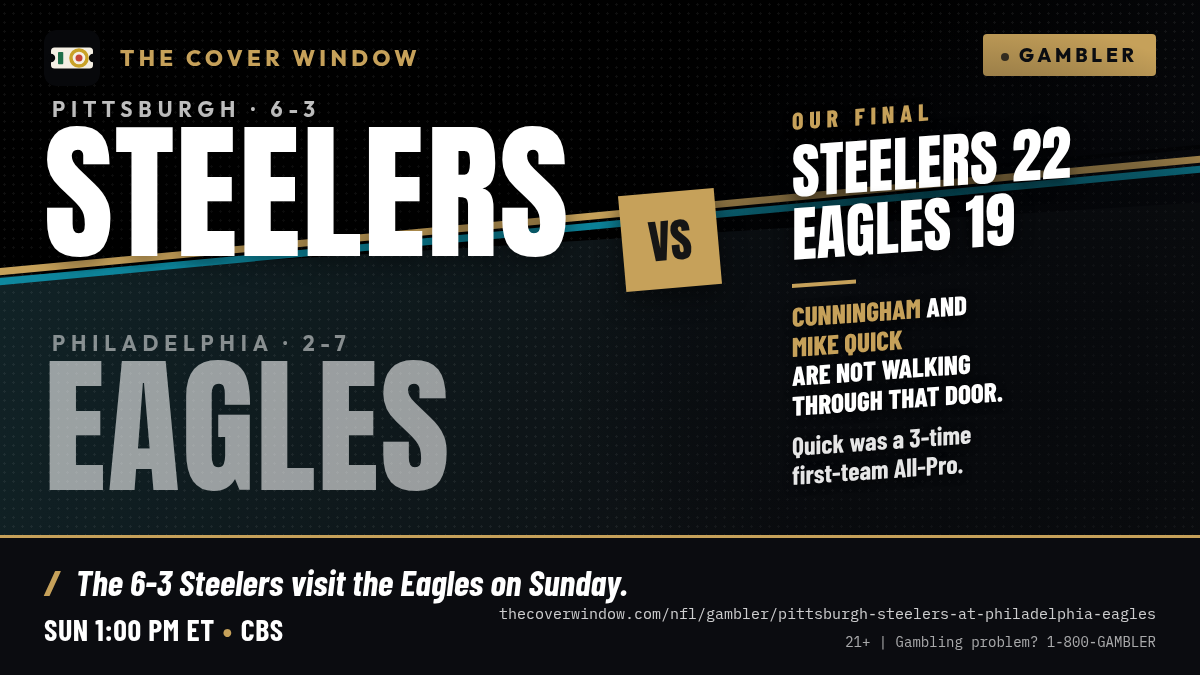 THE COVER WINDOW
• GAMBLER
PITTSBURGH · 6-3
STEELERS
VS
PHILADELPHIA · 2-7
EAGLES
OUR FINAL
STEELERS 22
EAGLES 19
CUNNINGHAM AND
MIKE QUICK
ARE NOT WALKING
THROUGH THAT DOOR.
Quick was a 3-time
first-team All-Pro.
/ The 6-3 Steelers visit the Eagles on Sunday.
SUN 1:00 PM ET • CBS
thecoverwindow.com/nfl/gambler/pittsburgh-steelers-at-philadelphia-eagles
21+ | Gambling problem? 1-800-GAMBLER